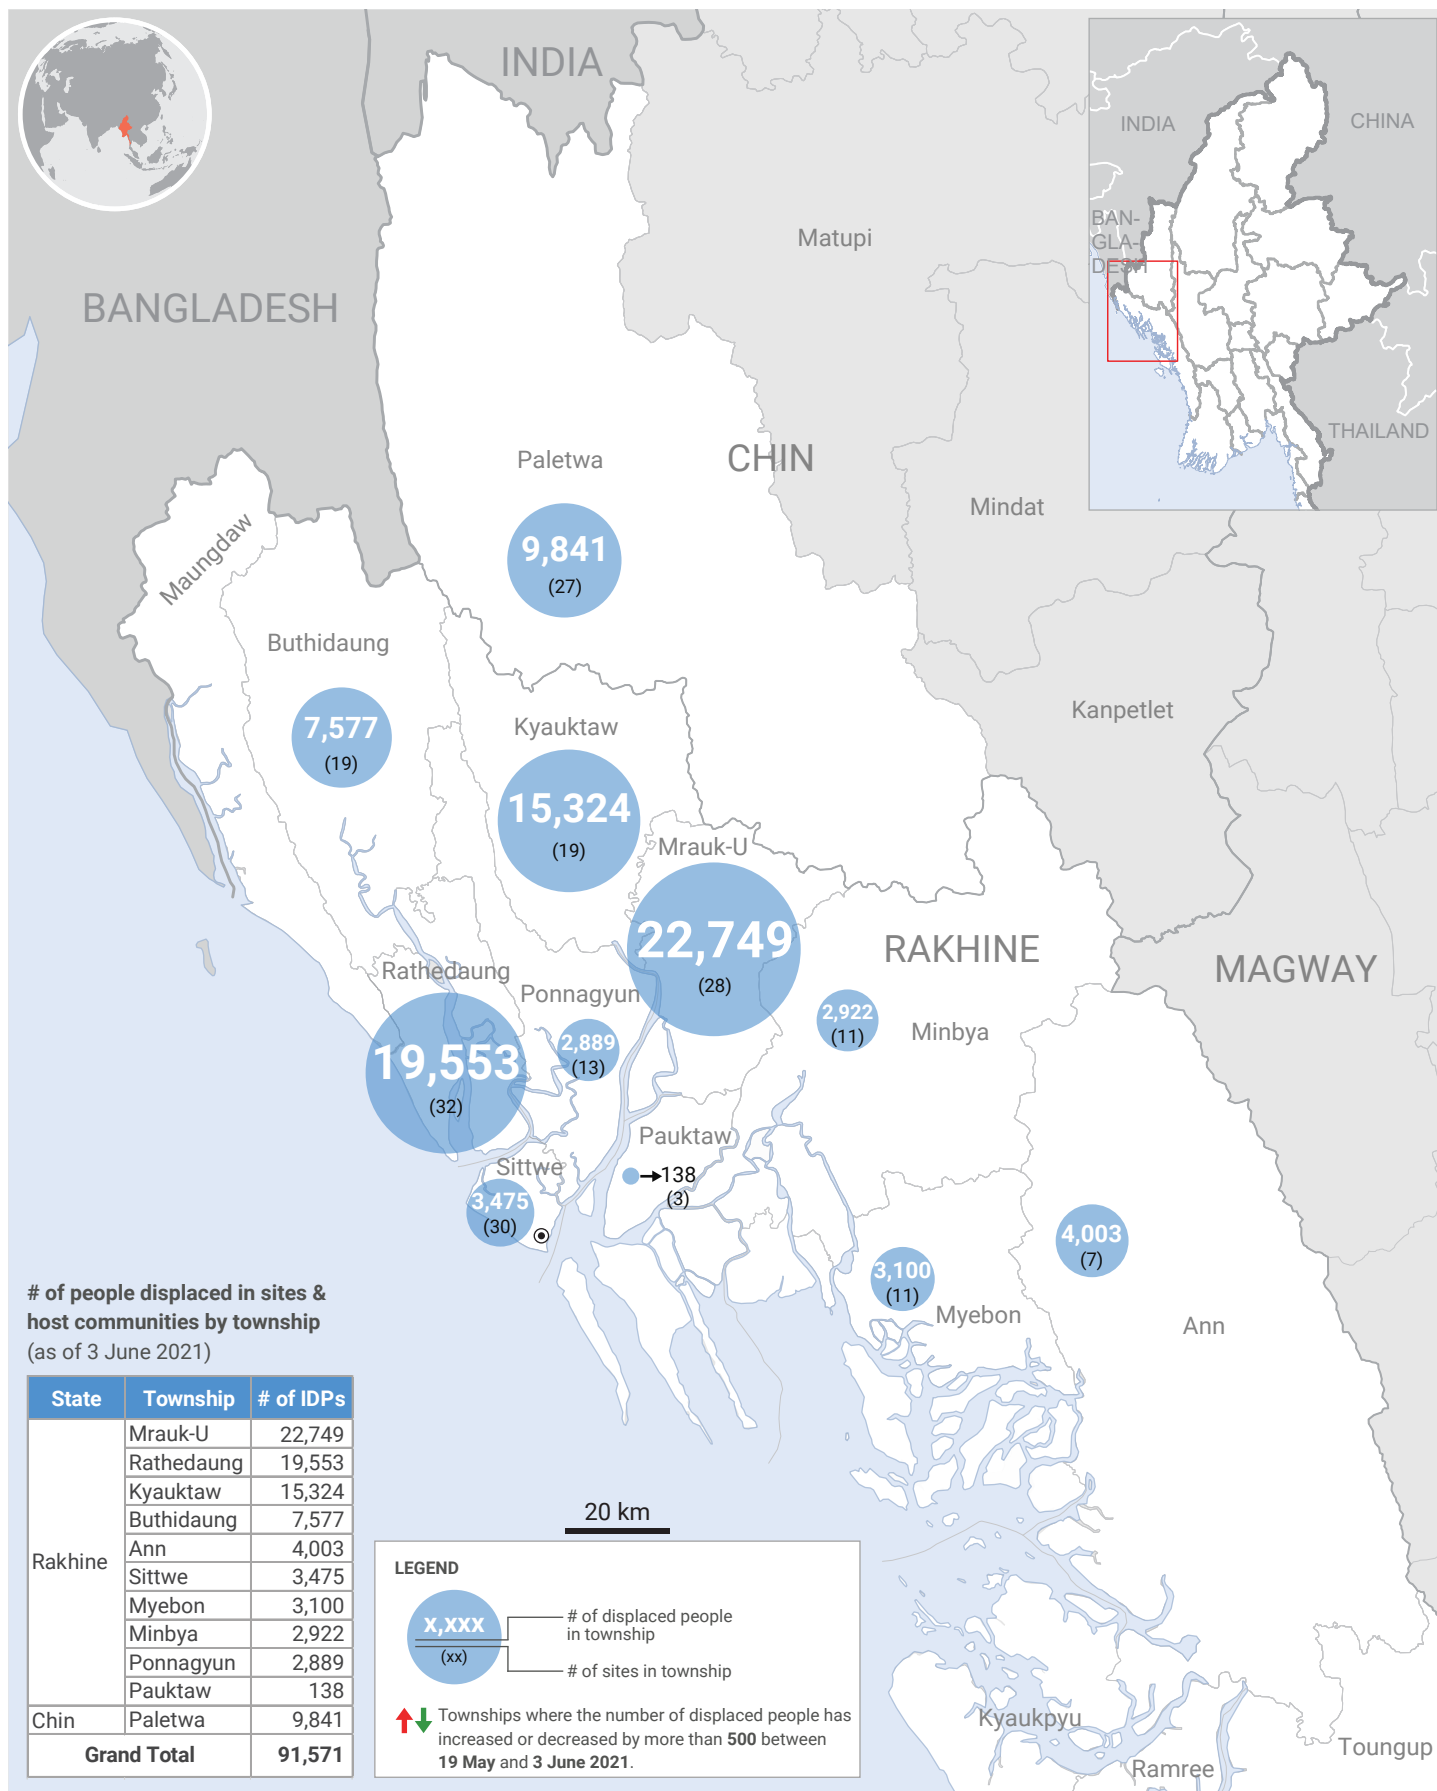 INDIA
BANGLADESH
Matupi
INDIA
CHINA
BAN-
GLA-
DESH
THAILAND
Paletwa
CHIN
9,841
(27)
Mindat
Maungdaw
Buthidaung
7,577
(19)
Kyauktaw
15,324
(19)
Kanpetlet
Mrauk-U
22,749
(28)
RAKHINE
MAGWAY
Rathedaung
19,553
(32)
Ponnagyun
2,889
(13)
2,922
(11)
Minbya
Pauktaw
138
(3)
Sittwe
3,475
(30)
4,003
(7)
Ann
3,100
(11)
Myebon
# of people displaced in sites &
host communities by township
(as of 3 June 2021)
State Township # of IDPs
Rakhine
Mrauk-U 22,749
Rathedaung 19,553
Kyauktaw 15,324
Buthidaung 7,577
Ann 4,003
Sittwe 3,475
Myebon 3,100
Minbya 2,922
Ponnagyun 2,889
Pauktaw 138
Chin Paletwa 9,841
Grand Total 91,571
20 km
LEGEND
x,xxx
(xx)
# of displaced people
in township
# of sites in township
Townships where the number of displaced people has
increased or decreased by more than 500 between
19 May and 3 June 2021.
Kyaukpyu
Ramree
Toungup